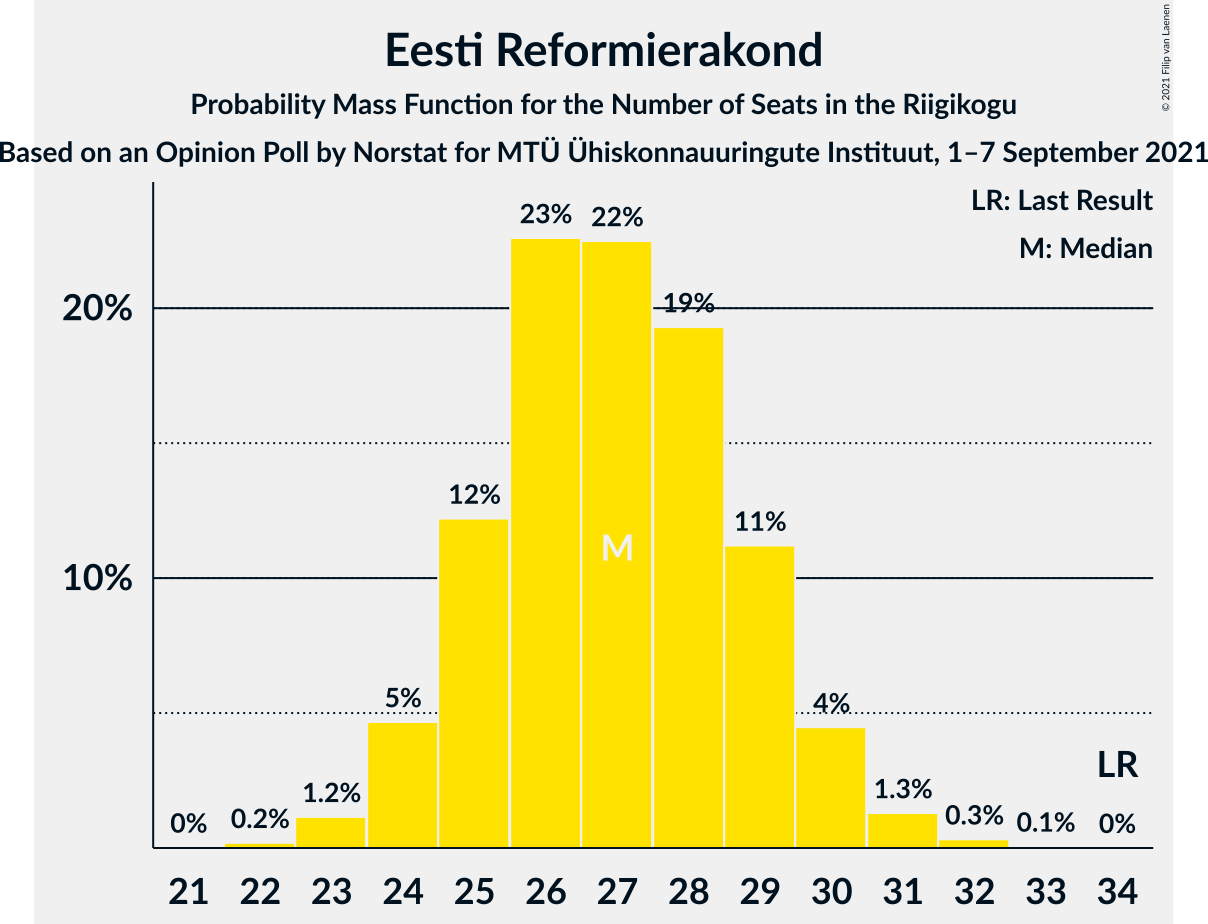 Eesti Reformierakond
Probability Mass Function for the Number of Seats in the Riigikogu
Based on an Opinion Poll by Norstat for MTÜ Ühiskonnauuringute Instituut, 1–7 September 2021
© 2021 Filip van Laenen
LR: Last Result
M: Median
20%
10%
0% 0.2% 1.2% 5% 12% 23% 22% 19% 11% 4% 1.3% 0.3% 0.1% 0%
M
LR
21 22 23 24 25 26 27 28 29 30 31 32 33 34